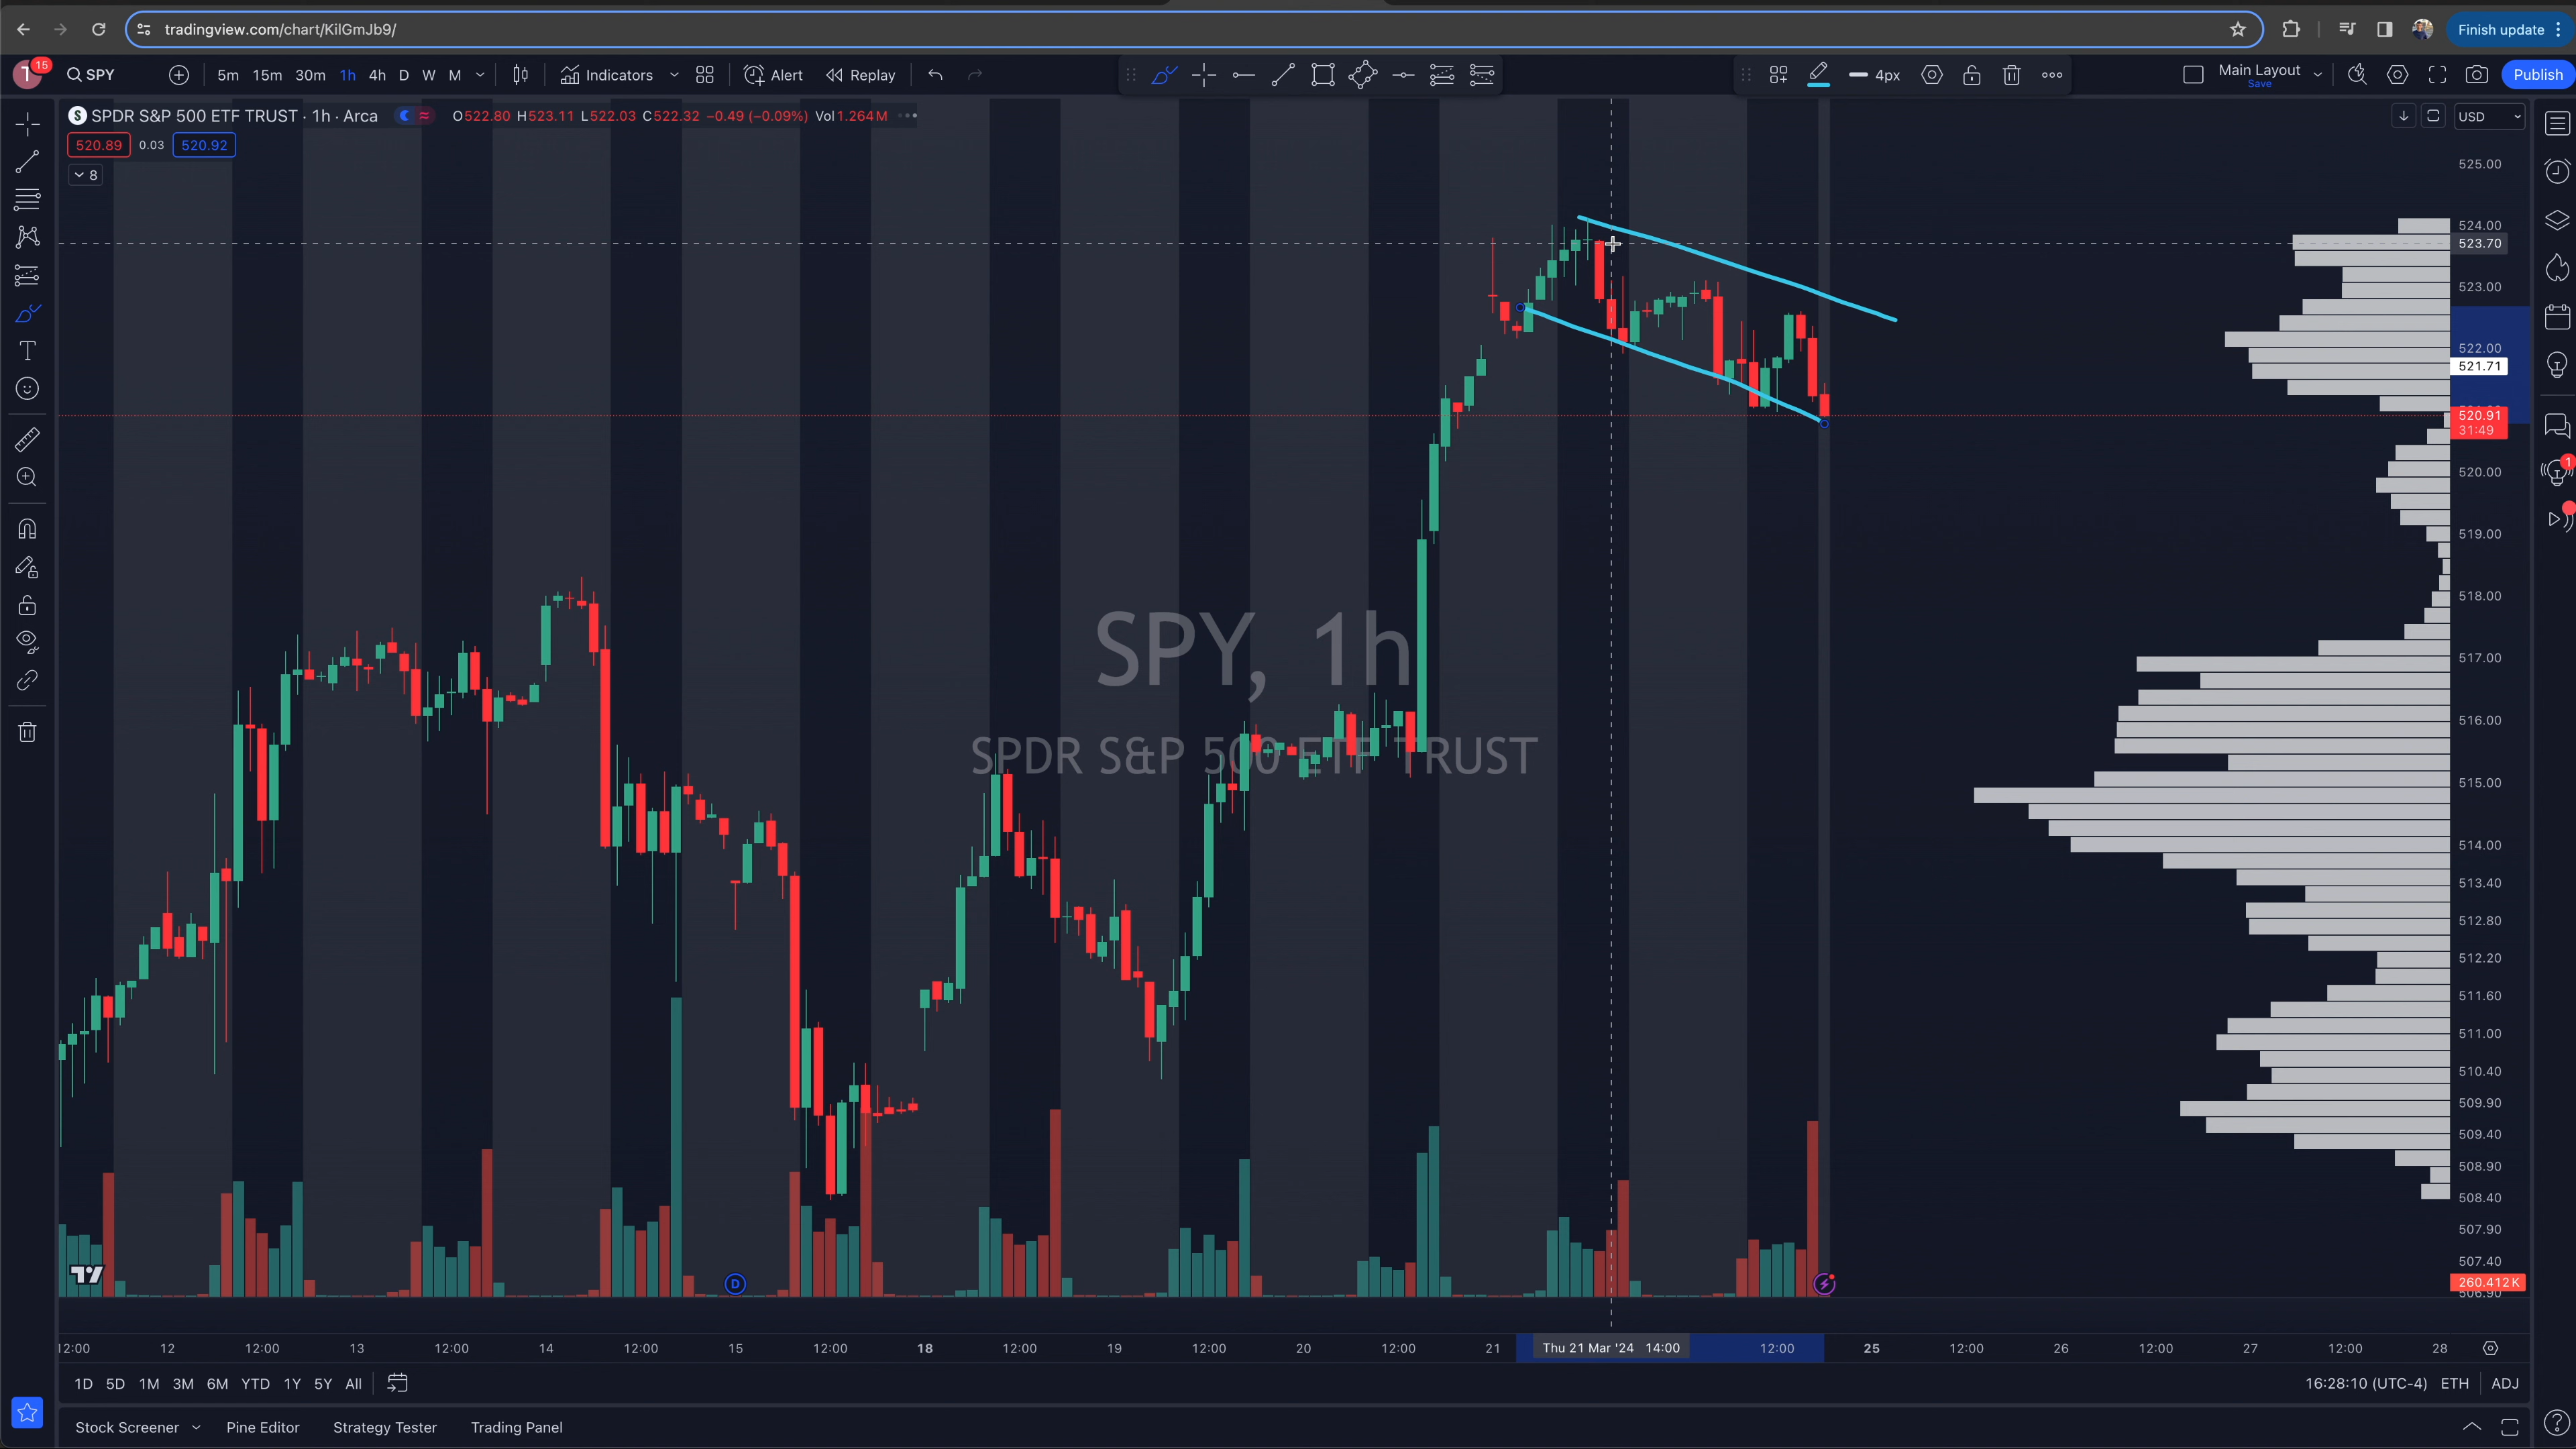 tradingview.com/chart/KilGmJb9/
Finish update
15
SPY
5m 15m 30m 1h 4h D W M
Indicators
Alert
Replay
4px
Main Layout
Save
Publish
SPDR S&P 500 ETF TRUST · 1h · Arca
O522.80 H523.11 L522.03 C522.32 −0.49 (−0.09%) Vol1.264M
USD
520.89 0.03 520.92
8
525.00
524.00
523.70
523.00
522.00
521.71
520.91
31:49
520.00
519.00
518.00
517.00
516.00
515.00
514.00
513.40
512.80
512.20
511.60
511.00
510.40
509.90
509.40
508.90
508.40
507.90
507.40
260.412K
506.90
SPY, 1h
SPDR S&P 500 ETF TRUST
D
1
12:00 12 12:00 13 12:00 14 12:00 15 12:00 18 12:00 19 12:00 20 12:00 21 Thu 21 Mar '24 14:00 12:00 25 12:00 26 12:00 27 12:00 28
1D 5D 1M 3M 6M YTD 1Y 5Y All
16:28:10 (UTC-4) ETH ADJ
Stock Screener Pine Editor Strategy Tester Trading Panel